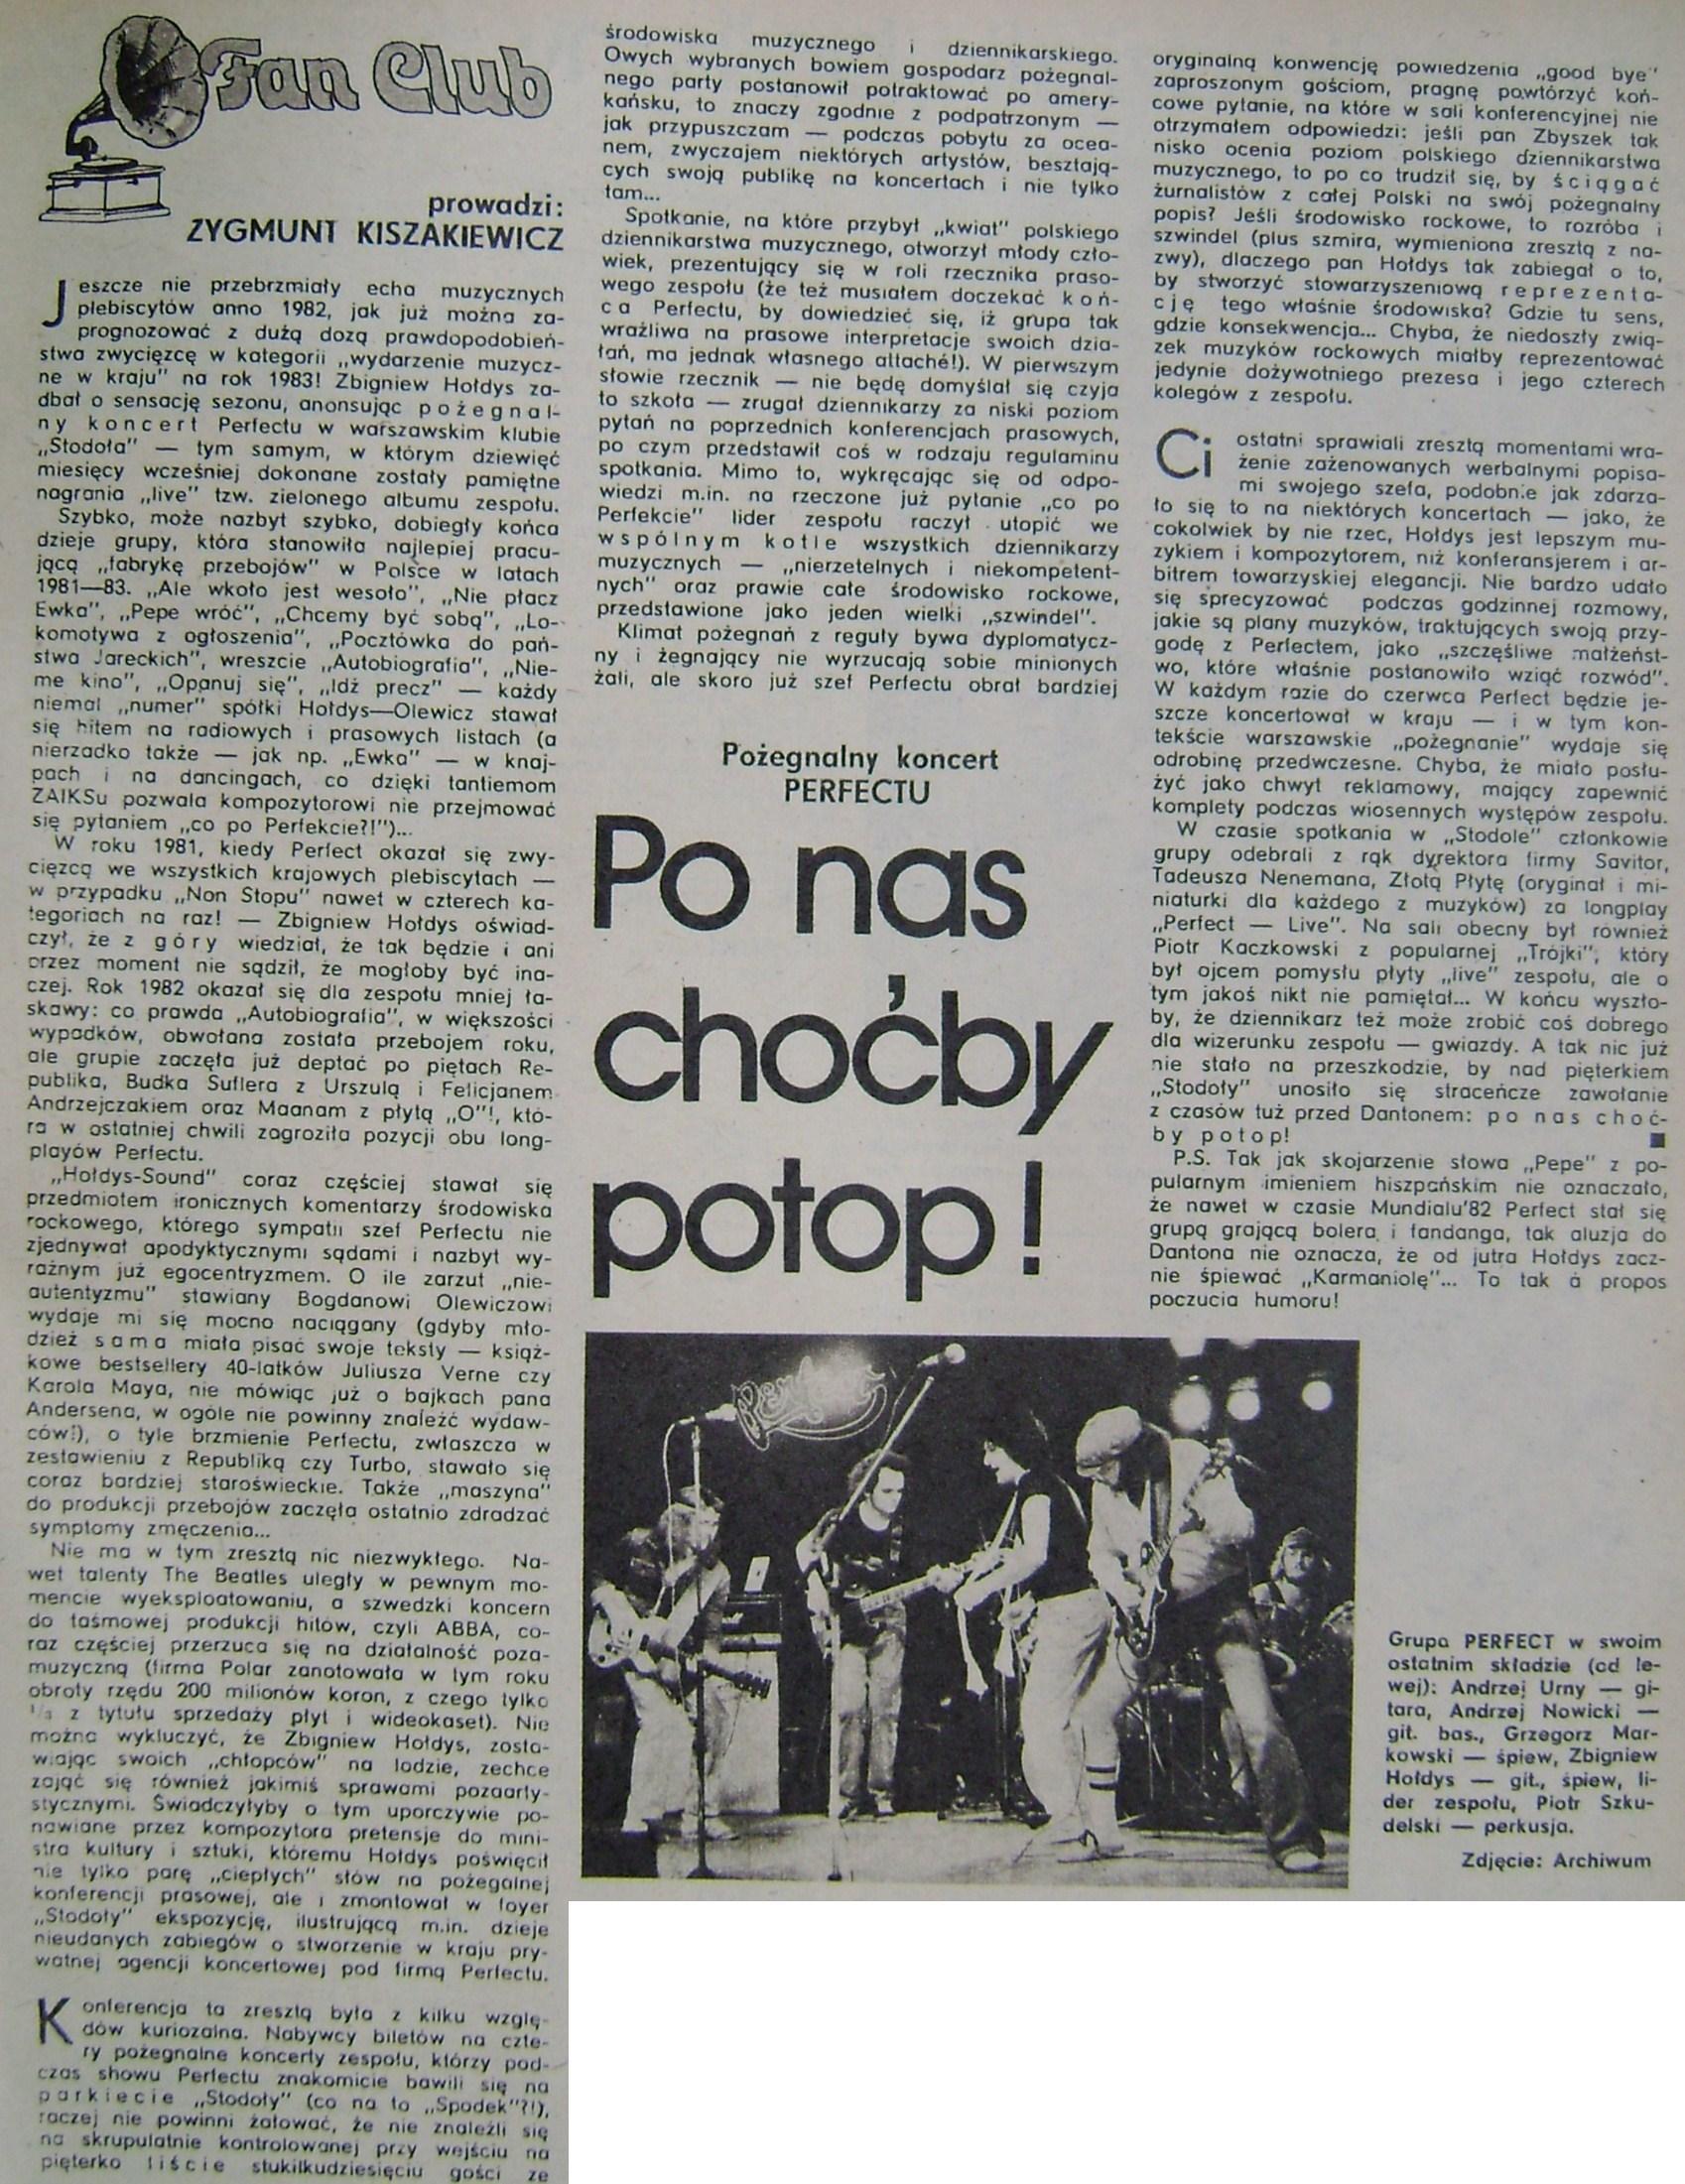 Fan Club
prowadzi:
ZYGMUNT KISZAKIEWICZ
Jeszcze nie przebrzmiały echa muzycznych
plebiscytów anno 1982, jak już można za-
prognozować z dużą dozą prawdopodobień-
stwa zwycięzcę w kategorii „wydarzenie muzycz-
ne w kraju" na rok 1983! Zbigniew Hołdys za-
dbał o sensację sezonu, anonsując p o ż e g n a l-
n y k o n c e r t Perfectu w warszawskim klubie
„Stodoła" — tym samym, w którym dziewięć
miesięcy wcześniej dokonane zostały pamiętne
nagrania „live" tzw. zielonego albumu zespołu.
Szybko, może nazbyt szybko, dobiegły końca
dzieje grupy, która stanowiła najlepiej pracu-
jącą „fabrykę przebojów" w Polsce w latach
1981—83. „Ale wkoło jest wesoło", „Nie płacz
Ewka", „Pepe wróć", „Chcemy być sobą", „Lo-
komotywa z ogłoszenia", „Pocztówka do pań-
stwa Jareckich", wreszcie „Autobiografia", „Nie-
me kino", „Opanuj się", „Idź precz" — każdy
niemal „numer" spółki Hołdys—Olewicz stawał
się hitem na radiowych i prasowych listach (a
nierzadko także — jak np. „Ewka" — w knaj-
pach i na dancingach, co dzięki tantiemom
ZAIKSu pozwala kompozytorowi nie przejmować
się pytaniem „co po Perfekcie?!")...
W roku 1981, kiedy Perfect okazał się zwy-
cięzcą we wszystkich krajowych plebiscytach —
w przypadku „Non Stopu" nawet w czterech ka-
tegoriach na raz! — Zbigniew Hołdys oświad-
czył, że z g ó r y wiedział, że tak będzie i ani
przez moment nie sądził, że mogłoby być ina-
czej. Rok 1982 okazał się dla zespołu mniej ła-
skawy: co prawda „Autobiografia", w większości
wypadków, obwołana została przebojem roku,
ale grupie zaczęła już deptać po piętach Re-
publika, Budka Suflera z Urszulą i Felicjanem
Andrzejczakiem oraz Maanam z płytą „O"!, któ-
ra w ostatniej chwili zagroziła pozycji obu long-
playów Perfectu.
„Hołdys-Sound" coraz częściej stawał się
przedmiotem ironicznych komentarzy środowiska
rockowego, którego sympatii szef Perfectu nie
zjednywał apodyktycznymi sądami i nazbyt wy-
raźnym już egocentryzmem. O ile zarzut „nie-
autentyzmu" stawiany Bogdanowi Olewiczowi
wydaje mi się mocno naciągany (gdyby mło-
dzież s a m a miała pisać swoje teksty — książ-
kowe bestsellery 40-latków Juliusza Verne czy
Karola Maya, nie mówiąc już o bajkach pana
Andersena, w ogóle nie powinny znaleźć wydaw-
ców!), o tyle brzmienie Perfectu, zwłaszcza w
zestawieniu z Republiką czy Turbo, stawało się
coraz bardziej staroświeckie. Także „maszyna"
do produkcji przebojów zaczęła ostatnio zdradzać
symptomy zmęczenia...
Nie ma w tym zresztą nic niezwykłego. Na-
wet talenty The Beatles uległy w pewnym mo-
mencie wyeksploatowaniu, a szwedzki koncern
do taśmowej produkcji hitów, czyli ABBA, co-
raz częściej przerzuca się na działalność poza-
muzyczną (firma Polar zanotowała w tym roku
obroty rzędu 200 milionów koron, z czego tylko
z tytułu sprzedaży płyt i wideokaset). Nie
można wykluczyć, że Zbigniew Hołdys, zosta-
wiając swoich „chłopców" na lodzie, zechce
zająć się również jakimiś sprawami pozaarty-
stycznymi. Świadczyłyby o tym uporczywie po-
nawiane przez kompozytora pretensje do mini-
stra kultury i sztuki, któremu Hołdys poświęcił
nie tylko parę „ciepłych" słów na pożegalnej
konferencji prasowej, ale i zmontował w foyer
„Stodoły" ekspozycję, ilustrującą m.in. dzieje
nieudanych zabiegów o stworzenie w kraju pry-
watnej agencji koncertowej pod firmą Perfectu.
Konferencja ta zresztą była z kilku wzglę-
dów kuriozalna. Nabywcy biletów na czte-
ry pożegnalne koncerty zespołu, którzy pod-
czas showu Perfectu znakomicie bawili się na
p a r k i e c i e „Stodoły" (co na to „Spodek"?!),
raczej nie powinni żałować, że nie znaleźli się
na skrupulatnie kontrolowanej przy wejściu na
pięterko l i ś c i e stukilkudziesięciu gości ze
środowiska muzycznego i dziennikarskiego.
Owych wybranych bowiem gospodarz pożegnal-
nego party postanowił potraktować po amery-
kańsku, to znaczy zgodnie z podpatrzonym —
jak przypuszczam — podczas pobytu za ocea-
nem, zwyczajem niektórych artystów, besztają-
cych swoją publikę na koncertach i nie tylko
tam...
Spotkanie, na które przybył „kwiat" polskiego
dziennikarstwa muzycznego, otworzył młody czło-
wiek, prezentujący się w roli rzecznika praso-
wego zespołu (że też musiałem doczekać k o ń-
c a Perfectu, by dowiedzieć się, iż grupa tak
wrażliwa na prasowe interpretacje swoich dzia-
łań, ma jednak własnego attaché!). W pierwszym
słowie rzecznik — nie będę domyślał się czyja
to szkoła — zrugał dziennikarzy za niski poziom
pytań na poprzednich konferencjach prasowych,
po czym przedstawił coś w rodzaju regulaminu
spotkania. Mimo to, wykręcając się od odpo-
wiedzi m.in. na rzeczone już pytanie „co po
Perfekcie" lider zespołu raczył utopić we
w s p ó l n y m k o t l e wszystkich dziennikarzy
muzycznych — „nierzetelnych i niekompetent-
nych" oraz prawie całe środowisko rockowe,
przedstawione jako jeden wielki „szwindel".
Klimat pożegnań z reguły bywa dyplomatycz-
ny i żegnający nie wyrzucają sobie minionych
żali, ale skoro już szef Perfectu obrał bardziej
Pożegnalny koncert
PERFECTU
Po nas
choćby
potop!
oryginalną konwencję powiedzenia „good bye"
zaproszonym gościom, pragnę powtórzyć koń-
cowe pytanie, na które w sali konferencyjnej nie
otrzymałem odpowiedzi: jeśli pan Zbyszek tak
nisko ocenia poziom polskiego dziennikarstwa
muzycznego, to po co trudził się, by ś c i ą g a ć
żurnalistów z całej Polski na swój pożegnalny
popis? Jeśli środowisko rockowe, to rozróba i
szwindel (plus szmira, wymieniona zresztą z na-
zwy), dlaczego pan Hołdys tak zabiegał o to,
by stworzyć stowarzyszeniową r e p r e z e n t a-
c j ę tego właśnie środowiska? Gdzie tu sens,
gdzie konsekwencja... Chyba, że niedoszły zwią-
zek muzyków rockowych miałby reprezentować
jedynie dożywotniego prezesa i jego czterech
kolegów z zespołu.
Ci ostatni sprawiali zresztą momentami wra-
żenie zażenowanych werbalnymi popisa-
mi swojego szefa, podobnie jak zdarza-
ło się to na niektórych koncertach — jako, że
cokolwiek by nie rzec, Hołdys jest lepszym mu-
zykiem i kompozytorem, niż konferansjerem i ar-
bitrem towarzyskiej elegancji. Nie bardzo udało
się sprecyzować podczas godzinnej rozmowy,
jakie są plany muzyków, traktujących swoją przy-
godę z Perfectem, jako „szczęśliwe małżeńst-
wo, które właśnie postanowiło wziąć rozwód".
W każdym razie do czerwca Perfect będzie je-
szcze koncertował w kraju — i w tym kon-
tekście warszawskie „pożegnanie" wydaje się
odrobinę przedwczesne. Chyba, że miało posłu-
żyć jako chwyt reklamowy, mający zapewnić
komplety podczas wiosennych występów zespołu.
W czasie spotkania w „Stodole" członkowie
grupy odebrali z rąk dyrektora firmy Savitor,
Tadeusza Nenemana, Złotą Płytę (oryginał i mi-
niaturki dla każdego z muzyków) za longplay
„Perfect — Live". Na sali obecny był również
Piotr Kaczkowski z popularnej „Trójki", który
był ojcem pomysłu płyty „live" zespołu, ale o
tym jakoś nikt nie pamiętał... W końcu wyszło-
by, że dziennikarz też może zrobić coś dobrego
dla wizerunku zespołu — gwiazdy. A tak nic już
nie stało na przeszkodzie, by nad pięterkiem
„Stodoły" unosiło się straceńcze zawołanie
z czasów tuż przed Dantonem: p o n a s c h o ć-
b y p o t o p!
P.S. Tak jak skojarzenie słowa „Pepe" z po-
pularnym imieniem hiszpańskim nie oznaczało,
że nawet w czasie Mundialu'82 Perfect stał się
grupą grającą bolera i fandanga, tak aluzja do
Dantona nie oznacza, że od jutra Hołdys zacz-
nie śpiewać „Karmaniolę"... To tak à propos
poczucia humoru!
Perfect
Grupa PERFECT w swoim
ostatnim składzie (od le-
wej): Andrzej Urny — gi-
tara, Andrzej Nowicki —
git. bas., Grzegorz Mar-
kowski — śpiew, Zbigniew
Hołdys — git., śpiew, li-
der zespołu, Piotr Szku-
delski — perkusja.
Zdjęcie: Archiwum